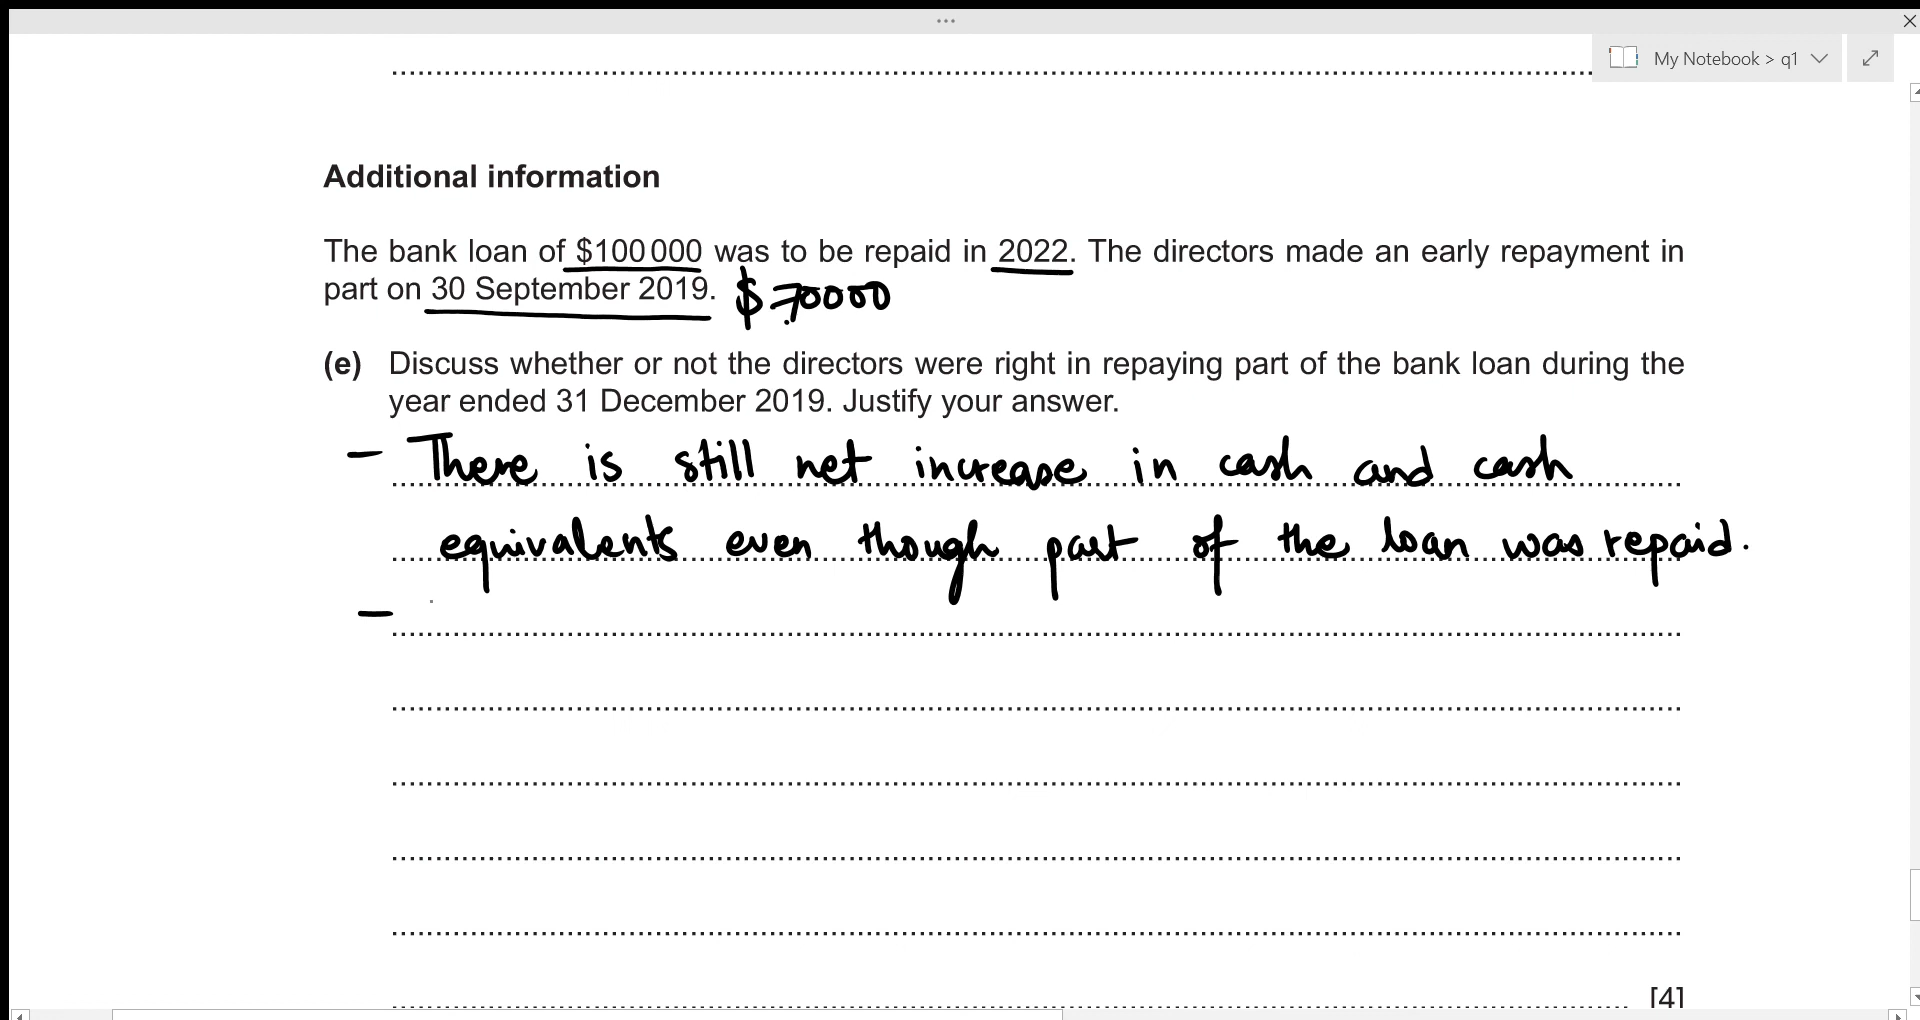 My Notebook > q1
Additional information
The bank loan of $100 000 was to be repaid in 2022. The directors made an early repayment in
part on 30 September 2019. $70000
(e) Discuss whether or not the directors were right in repaying part of the bank loan during the
year ended 31 December 2019. Justify your answer.
- There is still net increase in cash and cash
equivalents even though part of the loan was repaid.
-
[4]